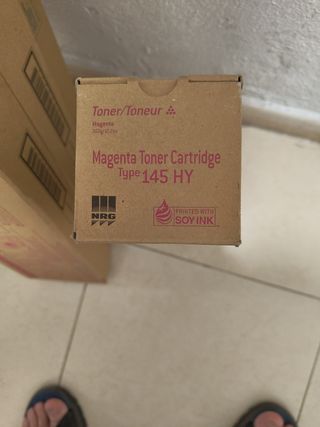 Toner/Toneur
Magenta
Magenta Toner Cartridge
Type 145 HY
NRG
PRINTED WITH
SOY INK